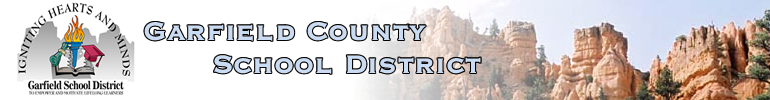 IGNITING HEARTS AND MINDS
Garfield School District
TO EMPOWER AND MOTIVATE LIFELONG LEARNERS
GARFIELD COUNTY
SCHOOL DISTRICT